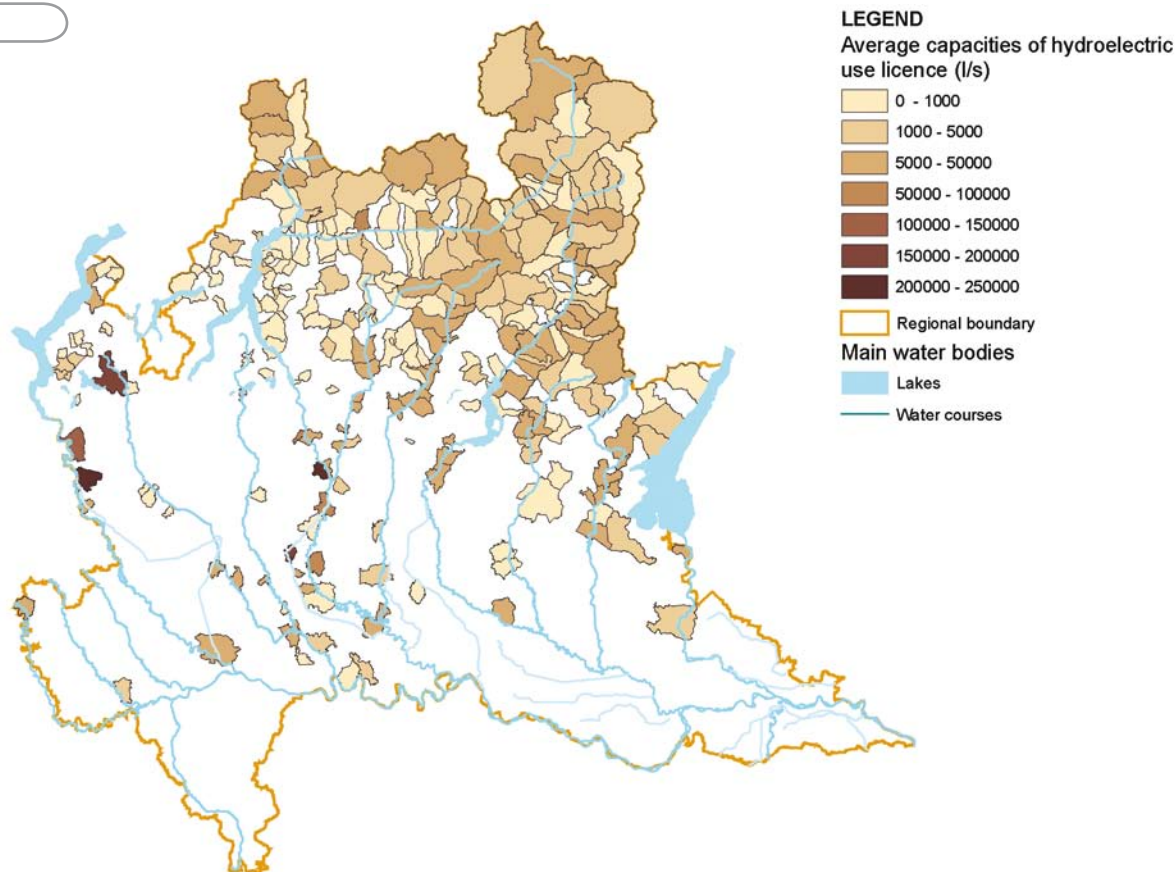 LEGEND
Average capacities of hydroelectric
use licence (l/s)
0 - 1000
1000 - 5000
5000 - 50000
50000 - 100000
100000 - 150000
150000 - 200000
200000 - 250000
Regional boundary
Main water bodies
Lakes
Water courses